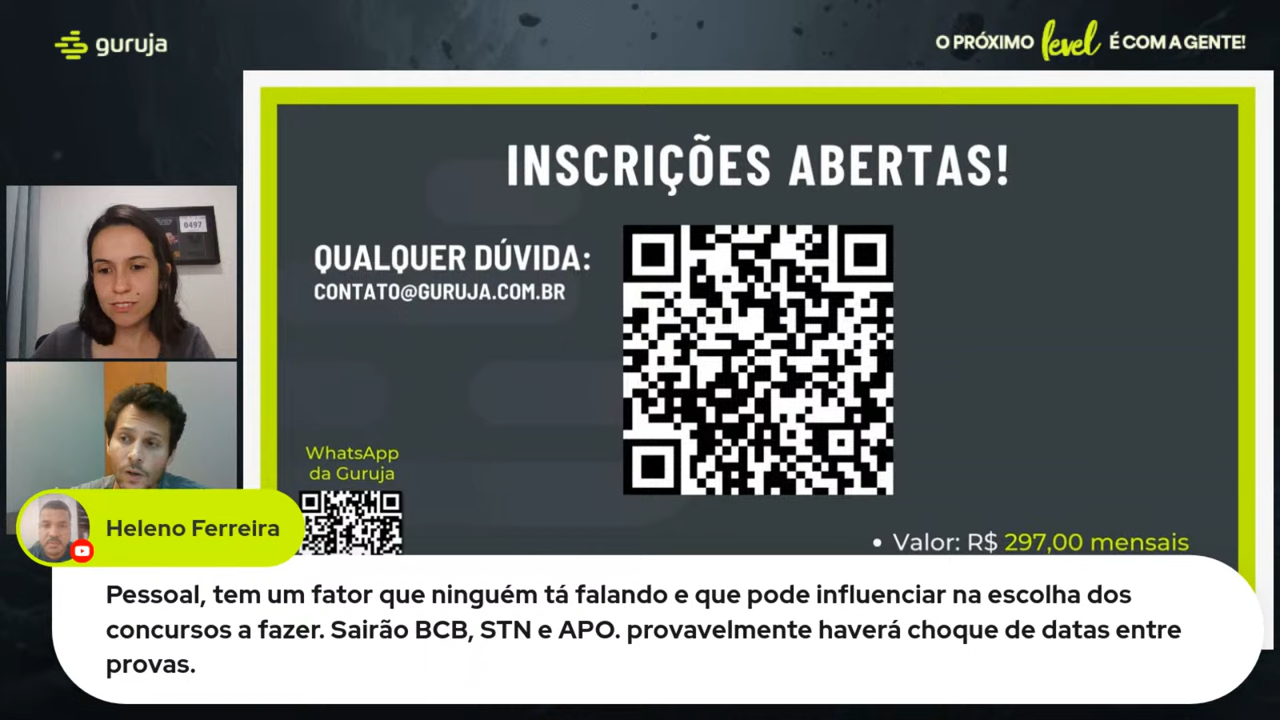 guruja
O PRÓXIMO level É COM A GENTE!
INSCRIÇÕES ABERTAS!
0497
QUALQUER DÚVIDA:
CONTATO@GURUJA.COM.BR
WhatsApp
da Guruja
• Valor: R$ 297,00 mensais
Heleno Ferreira
Pessoal, tem um fator que ninguém tá falando e que pode influenciar na escolha dos
concursos a fazer. Sairão BCB, STN e APO. provavelmente haverá choque de datas entre
provas.